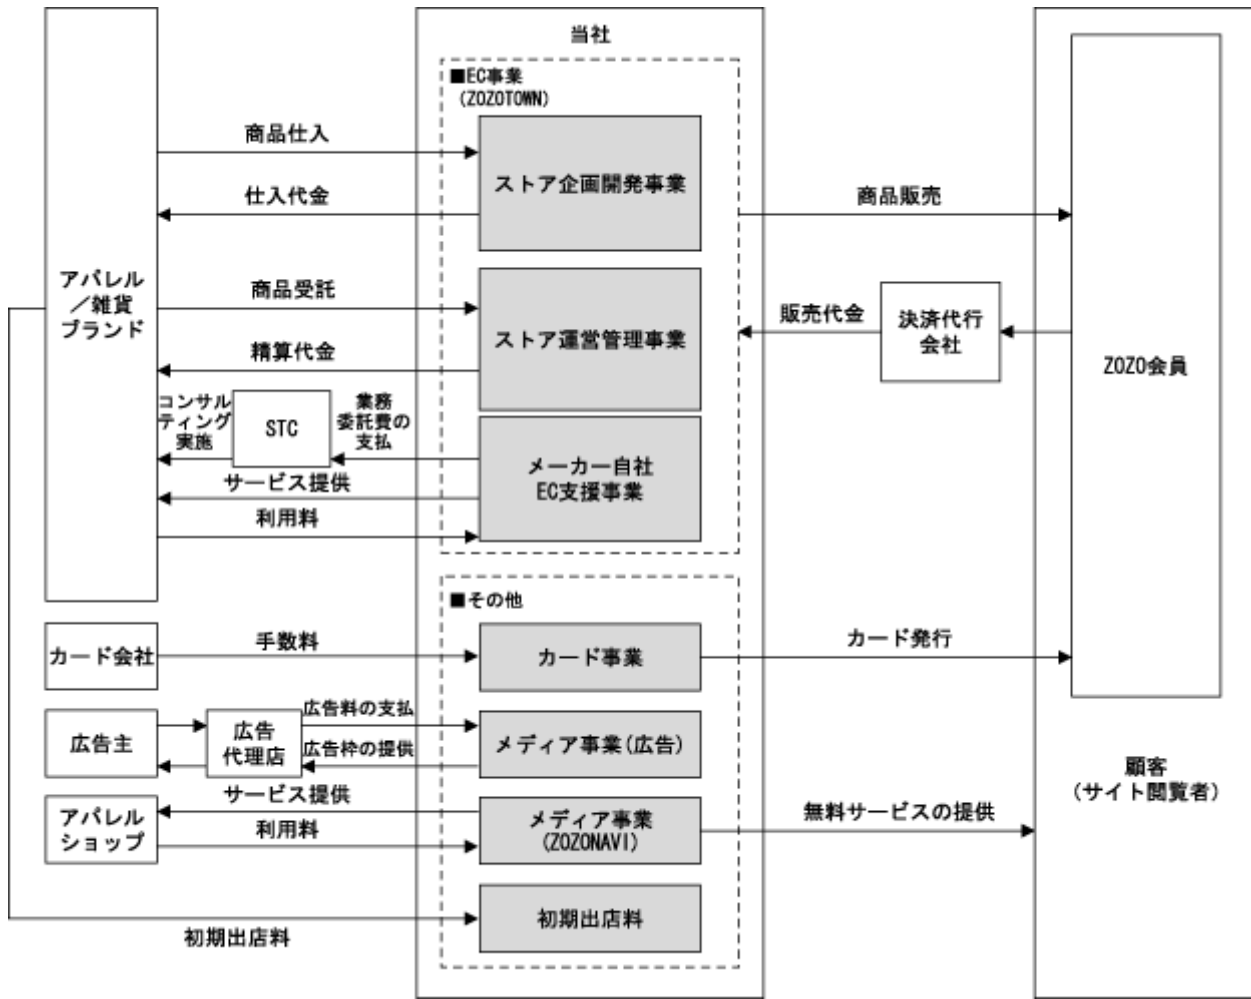 当社
■EC事業
(ZOZOTOWN)
商品仕入
ストア企画開発事業
仕入代金
商品販売
アパレル
／雑貨
ブランド
商品受託
ストア運営管理事業
販売代金
決済代行
会社
ZOZO会員
精算代金
コンサル
ティング
実施
STC
業務
委託費の
支払
メーカー自社
EC支援事業
サービス提供
利用料
■その他
カード会社
手数料
カード事業
カード発行
広告主
広告
代理店
広告料の支払
広告枠の提供
メディア事業(広告)
顧客
(サイト閲覧者)
アパレル
ショップ
サービス提供
利用料
メディア事業
(ZOZONAVI)
無料サービスの提供
初期出店料
初期出店料